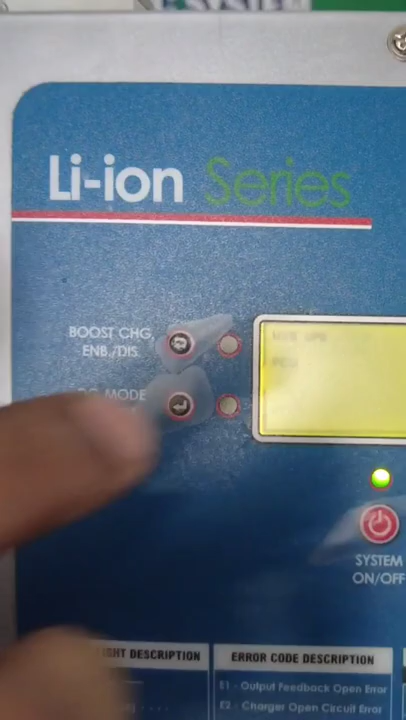 Li-ion Series
BOOST CHG.
ENB./DIS.
MODE
SYSTEM
ON/OFF
DESCRIPTION
ERROR CODE DESCRIPTION
E1 - Output Feedback Open Error
E2 : Charger Open Circuit Error